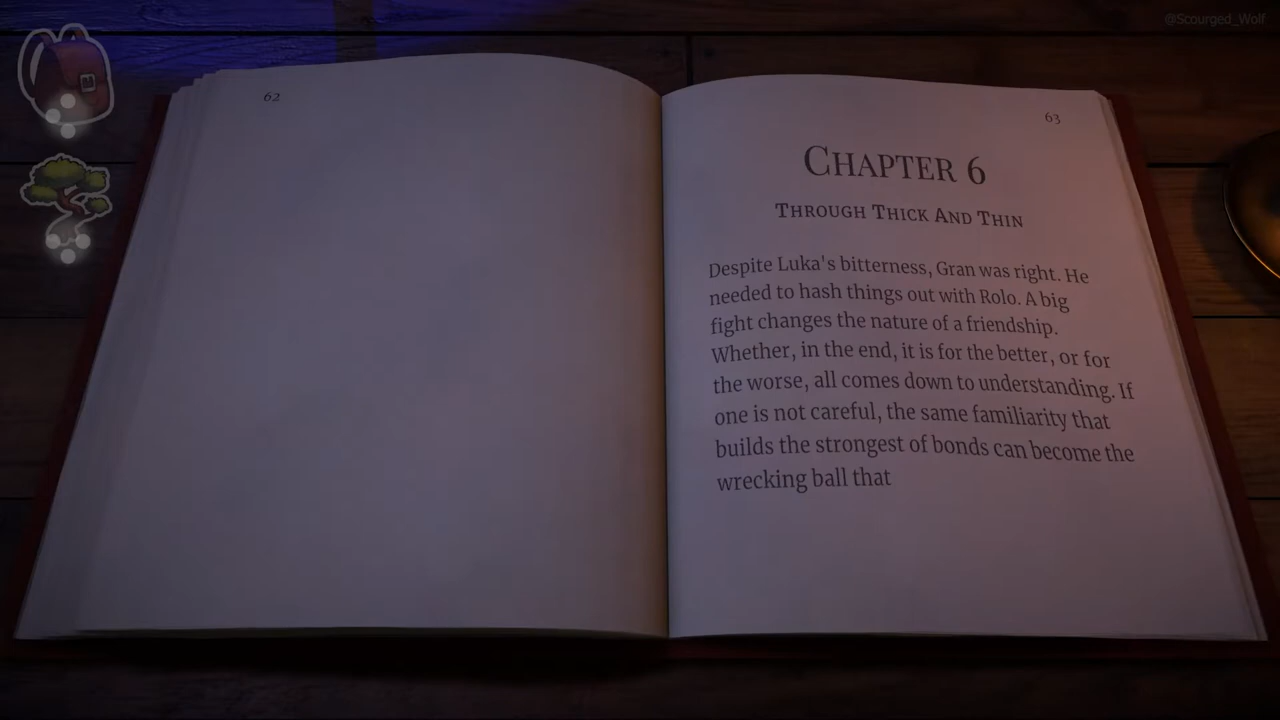 @Scourged_Wolf
62
63
Chapter 6
Through Thick And Thin
Despite Luka's bitterness, Gran was right. He
needed to hash things out with Rolo. A big
fight changes the nature of a friendship.
Whether, in the end, it is for the better, or for
the worse, all comes down to understanding. If
one is not careful, the same familiarity that
builds the strongest of bonds can become the
wrecking ball that